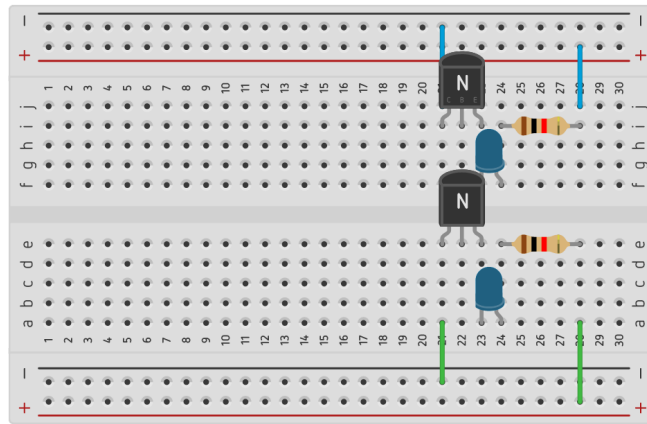 − −
+ +
1 2 3 4 5 6 7 8 9 10 11 12 13 14 15 16 17 18 19 20 22 23 24 25 26 27 28 29 30
N
C B E
j j
i i
h h
g g
f f
N
e e
d d
c c
b b
a a
1 2 3 4 5 6 7 8 9 10 11 12 13 14 15 16 17 18 19 20 21 22 23 24 25 26 27 28 29 30
− −
+ +